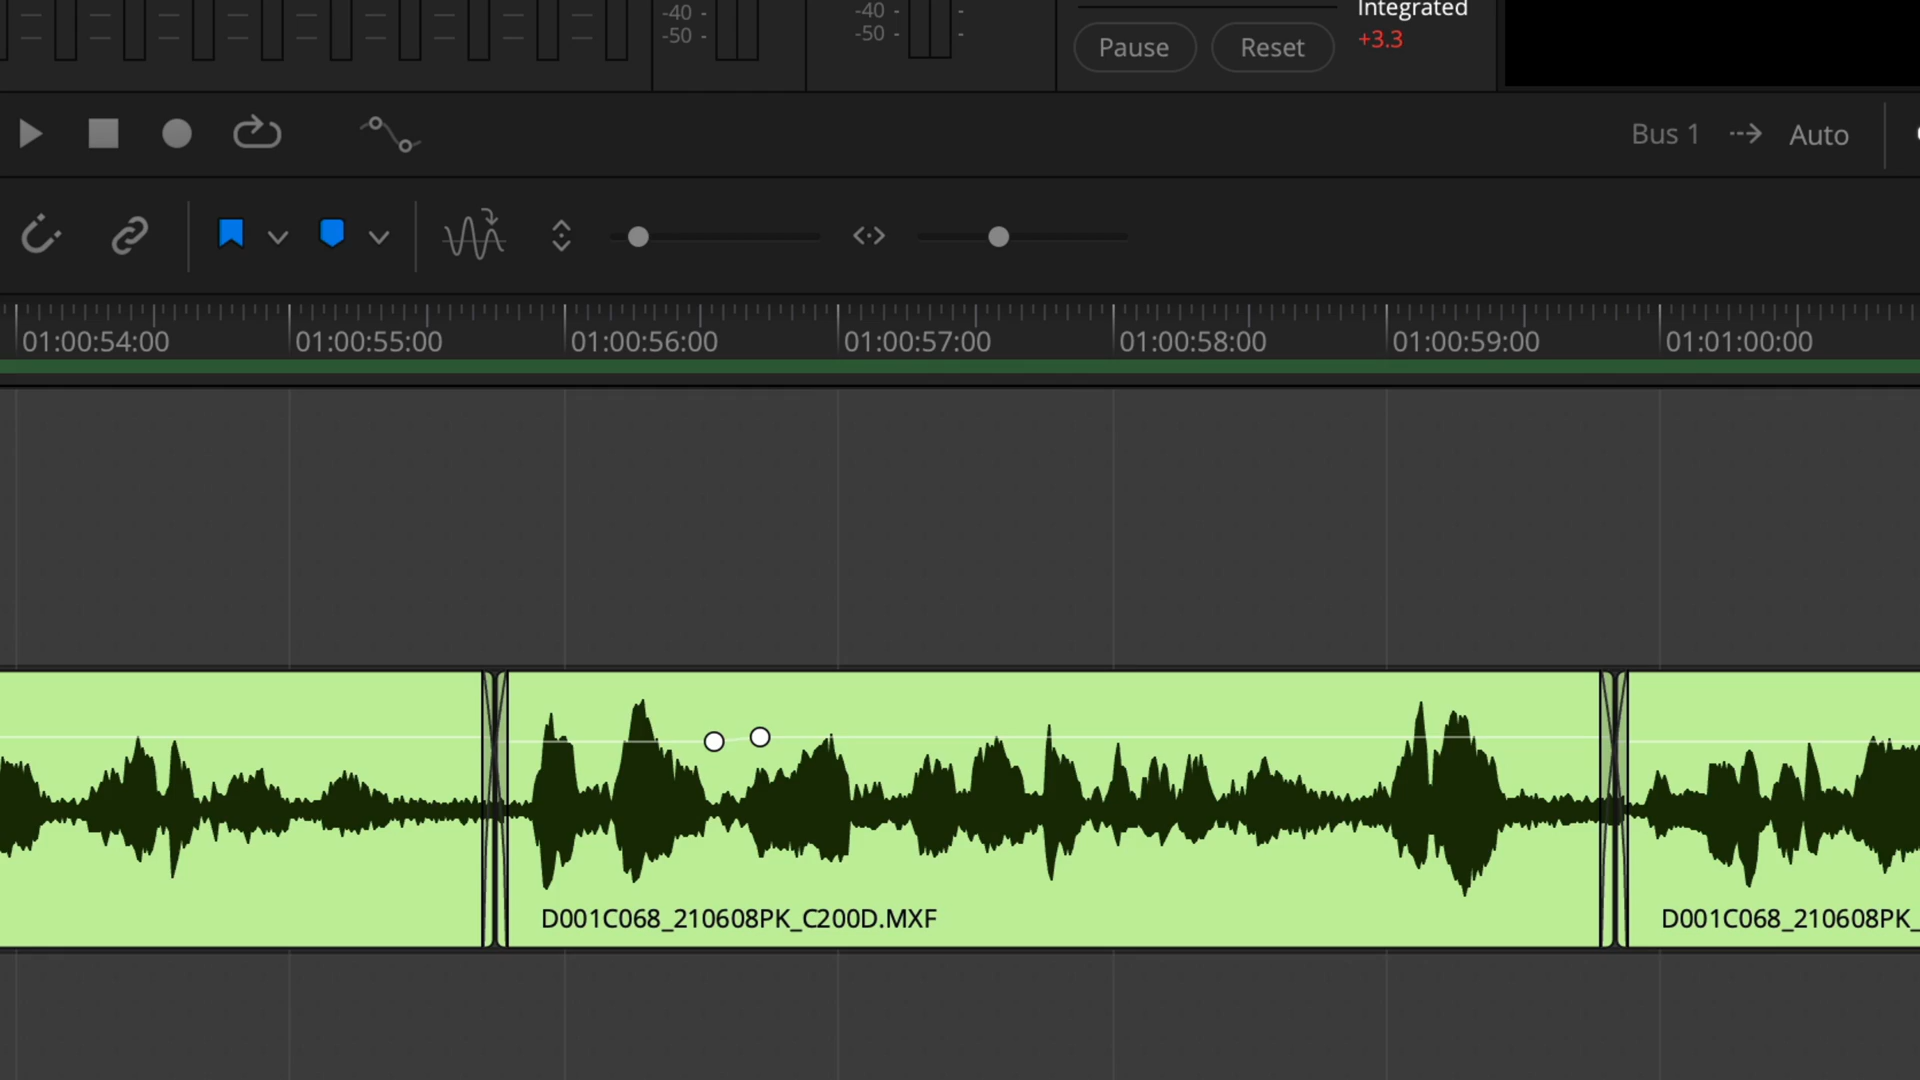 -40 -
-50 -
-40 -
-50 -
Integrated
+3.3
Pause
Reset
Bus 1
Auto
01:00:54:00
01:00:55:00
01:00:56:00
01:00:57:00
01:00:58:00
01:00:59:00
01:01:00:00
D001C068_210608PK_C200D.MXF
D001C068_210608PK_